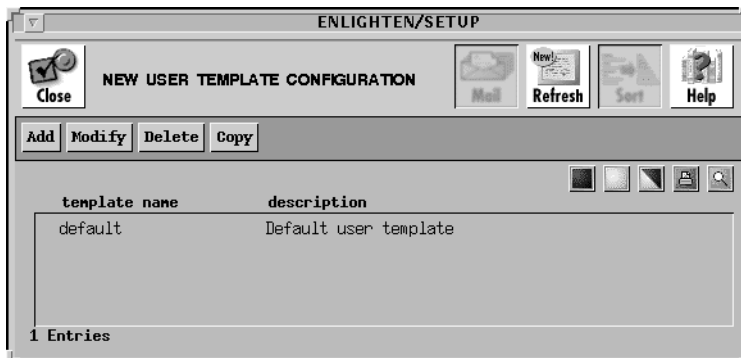 ENLIGHTEN/SETUP
Close
NEW USER TEMPLATE CONFIGURATION
Mail
New!
Refresh
Sort
Help
Add Modify Delete Copy
template name description
default Default user template
1 Entries